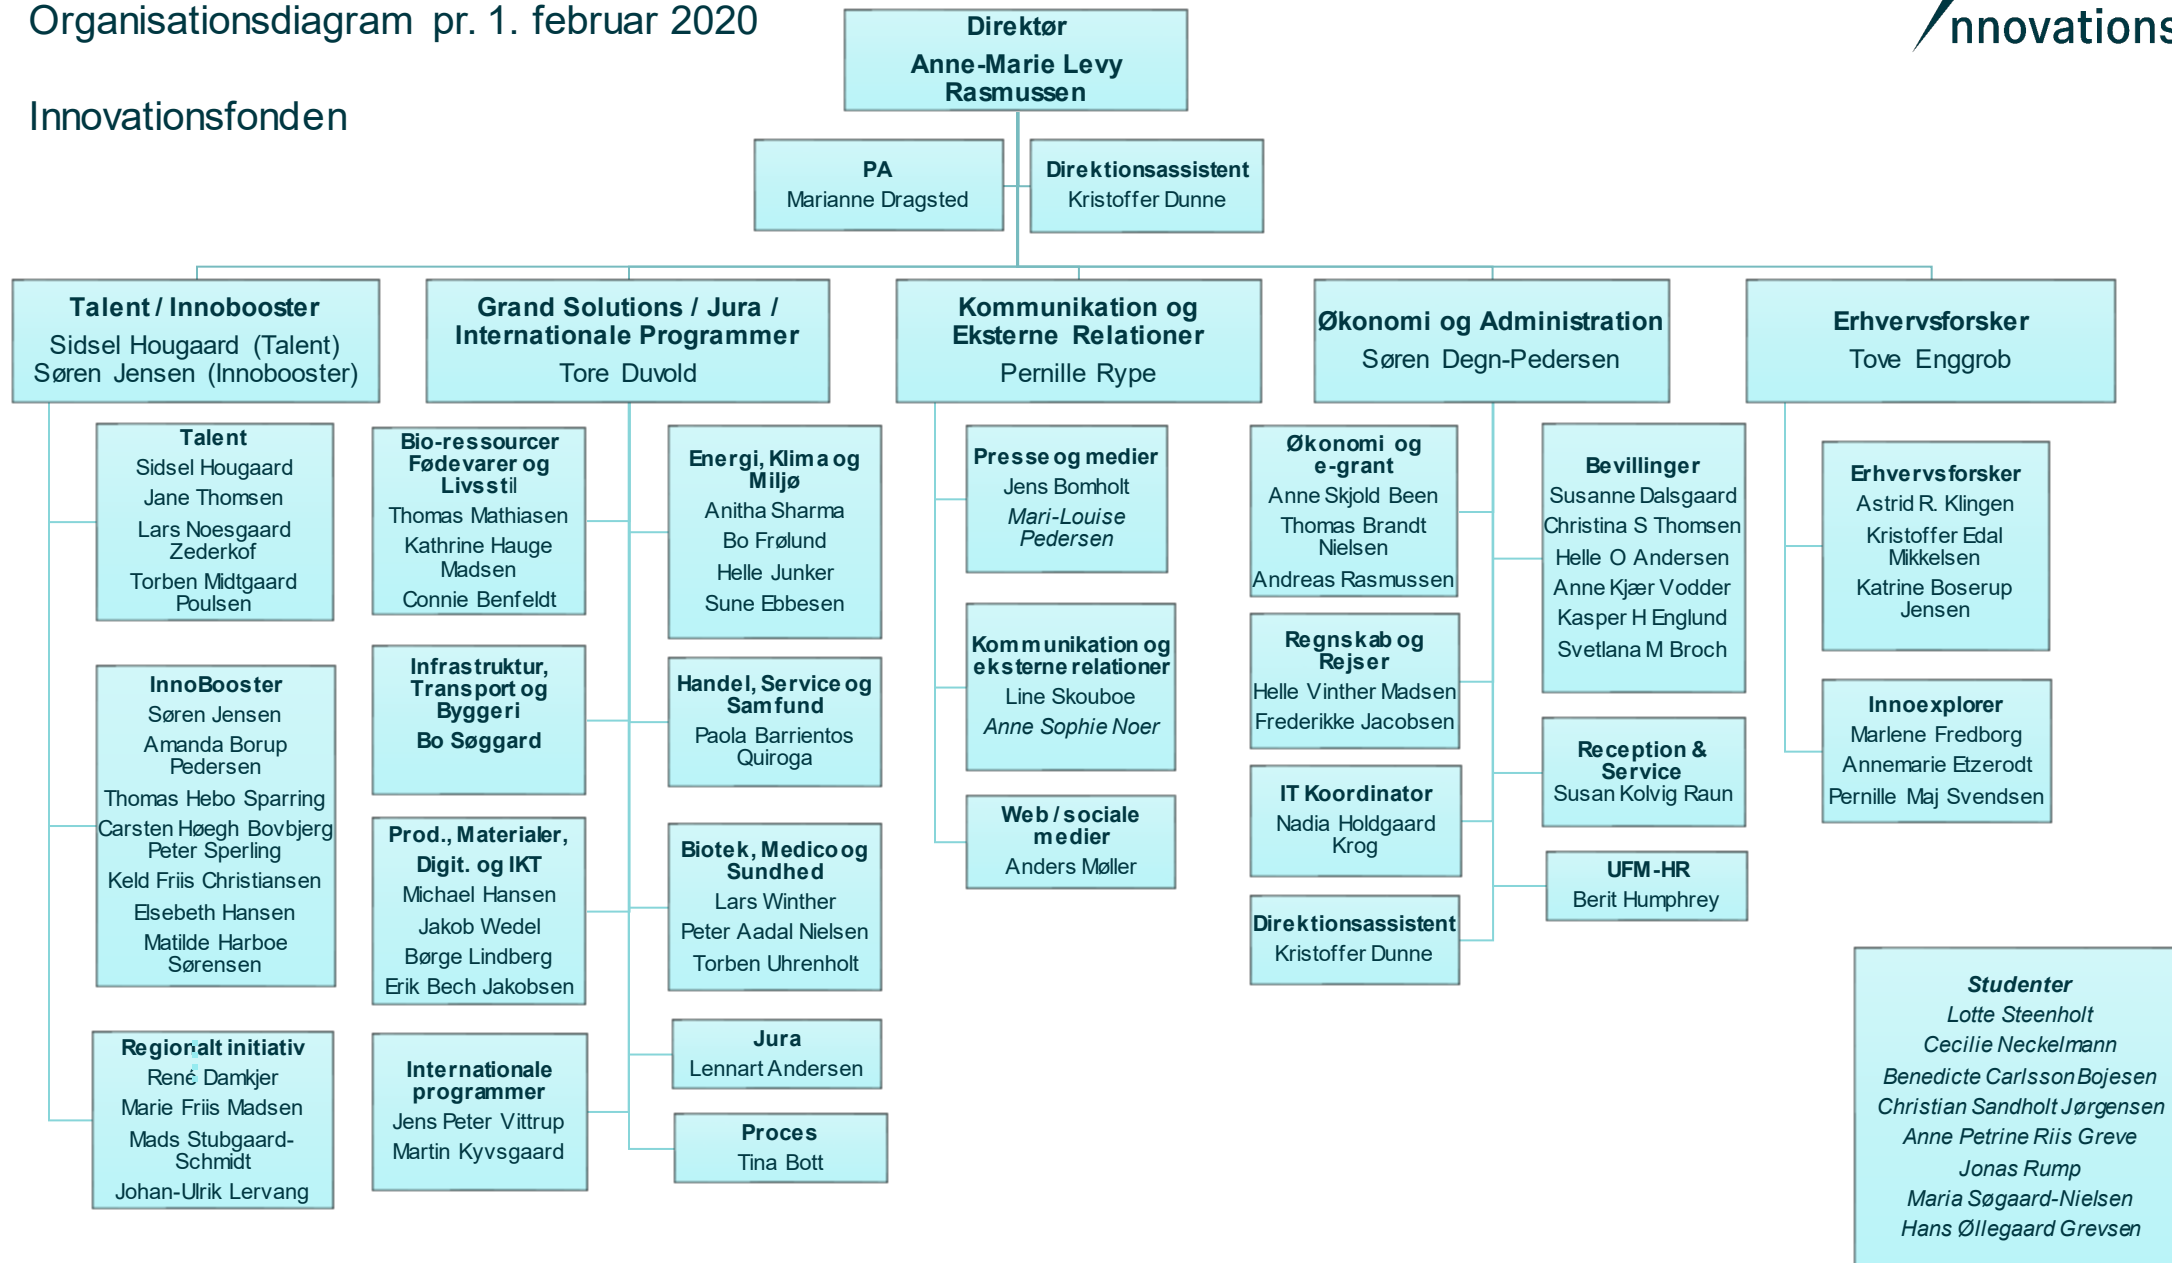 Organisationsdiagram pr. 1. februar 2020
Innovationsfonden
nnovations
Direktør
Anne-Marie Levy
Rasmussen
PA
Marianne Dragsted
Direktionsassistent
Kristoffer Dunne
Talent / Innobooster
Sidsel Hougaard (Talent)
Søren Jensen (Innobooster)
Grand Solutions / Jura /
Internationale Programmer
Tore Duvold
Kommunikation og
Eksterne Relationer
Pernille Rype
Økonomi og Administration
Søren Degn-Pedersen
Erhvervsforsker
Tove Enggrob
Talent
Sidsel Hougaard
Jane Thomsen
Lars Noesgaard
Zederkof
Torben Midtgaard
Poulsen
InnoBooster
Søren Jensen
Amanda Borup
Pedersen
Thomas Hebo Sparring
Carsten Høegh Bovbjerg
Peter Sperling
Keld Friis Christiansen
Elsebeth Hansen
Matilde Harboe
Sørensen
Regionalt initiativ
René Damkjer
Marie Friis Madsen
Mads Stubgaard-
Schmidt
Johan-Ulrik Lervang
Bio-ressourcer
Fødevarer og
Livsstil
Thomas Mathiasen
Kathrine Hauge
Madsen
Connie Benfeldt
Infrastruktur,
Transport og
Byggeri
Bo Søggard
Prod., Materialer,
Digit. og IKT
Michael Hansen
Jakob Wedel
Børge Lindberg
Erik Bech Jakobsen
Internationale
programmer
Jens Peter Vittrup
Martin Kyvsgaard
Energi, Klima og
Miljø
Anitha Sharma
Bo Frølund
Helle Junker
Sune Ebbesen
Handel, Service og
Samfund
Paola Barrientos
Quiroga
Biotek, Medico og
Sundhed
Lars Winther
Peter Aadal Nielsen
Torben Uhrenholt
Jura
Lennart Andersen
Proces
Tina Bott
Presse og medier
Jens Bomholt
Mari-Louise
Pedersen
Kommunikation og
eksterne relationer
Line Skouboe
Anne Sophie Noer
Web / sociale
medier
Anders Møller
Økonomi og
e-grant
Anne Skjold Been
Thomas Brandt
Nielsen
Andreas Rasmussen
Regnskab og
Rejser
Helle Vinther Madsen
Frederikke Jacobsen
IT Koordinator
Nadia Holdgaard
Krog
Direktionsassistent
Kristoffer Dunne
Bevillinger
Susanne Dalsgaard
Christina S Thomsen
Helle O Andersen
Anne Kjær Vodder
Kasper H Englund
Svetlana M Broch
Reception &
Service
Susan Kolvig Raun
UFM-HR
Berit Humphrey
Erhvervsforsker
Astrid R. Klingen
Kristoffer Edal
Mikkelsen
Katrine Boserup
Jensen
Innoexplorer
Marlene Fredborg
Annemarie Etzerodt
Pernille Maj Svendsen
Studenter
Lotte Steenholt
Cecilie Neckelmann
Benedicte Carlsson Bojesen
Christian Sandholt Jørgensen
Anne Petrine Riis Greve
Jonas Rump
Maria Søgaard-Nielsen
Hans Øllegaard Grevsen